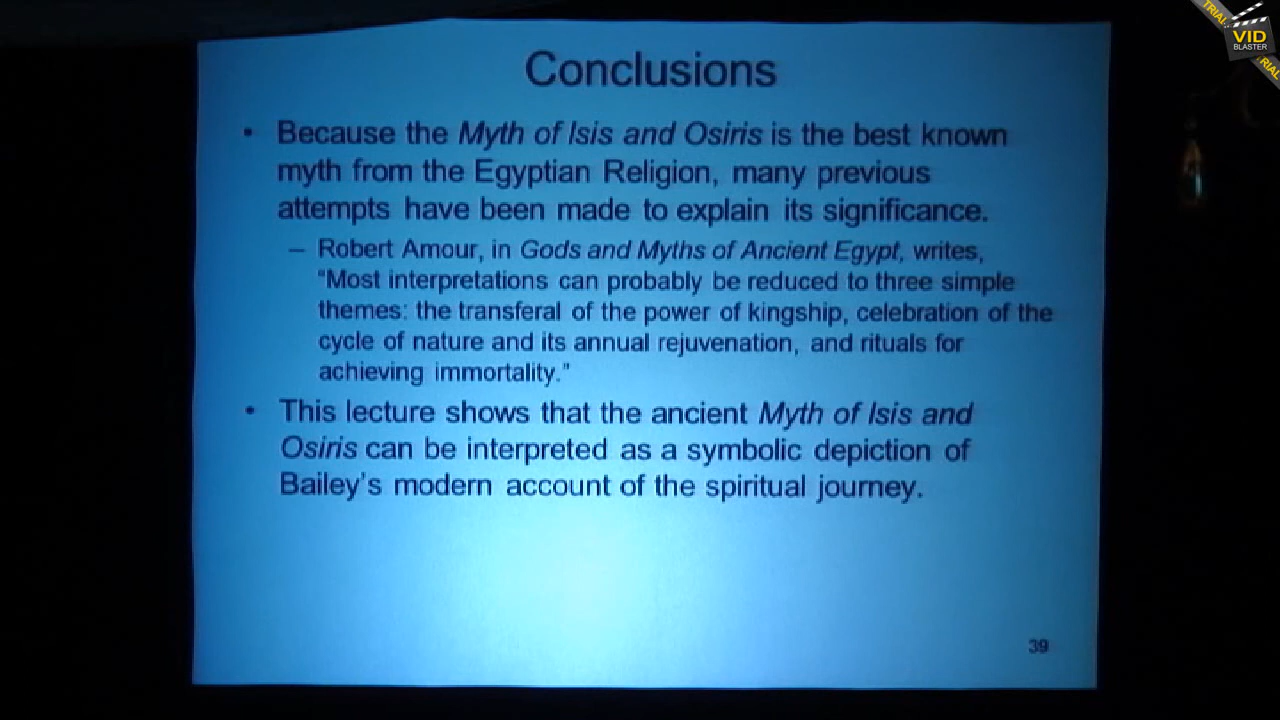 Conclusions
• Because the Myth of Isis and Osiris is the best known
myth from the Egyptian Religion, many previous
attempts have been made to explain its significance.
– Robert Amour, in Gods and Myths of Ancient Egypt, writes,
“Most interpretations can probably be reduced to three simple
themes: the transferal of the power of kingship, celebration of the
cycle of nature and its annual rejuvenation, and rituals for
achieving immortality.”
• This lecture shows that the ancient Myth of Isis and
Osiris can be interpreted as a symbolic depiction of
Bailey’s modern account of the spiritual journey.
39
TRIAL
VID
BLASTER
TRIAL